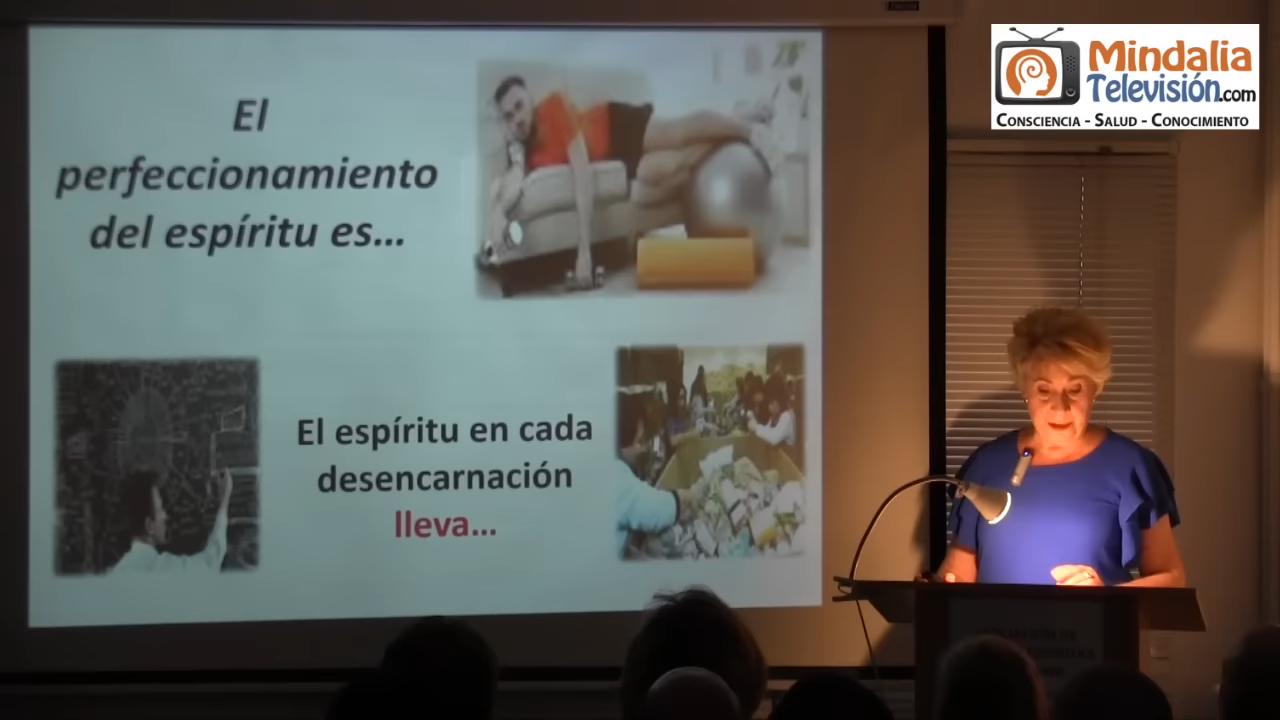 El
perfeccionamiento
del espíritu es...
El espíritu en cada
desencarnación
lleva...
Mindalia
Televisión.com
CONSCIENCIA - SALUD - CONOCIMIENTO